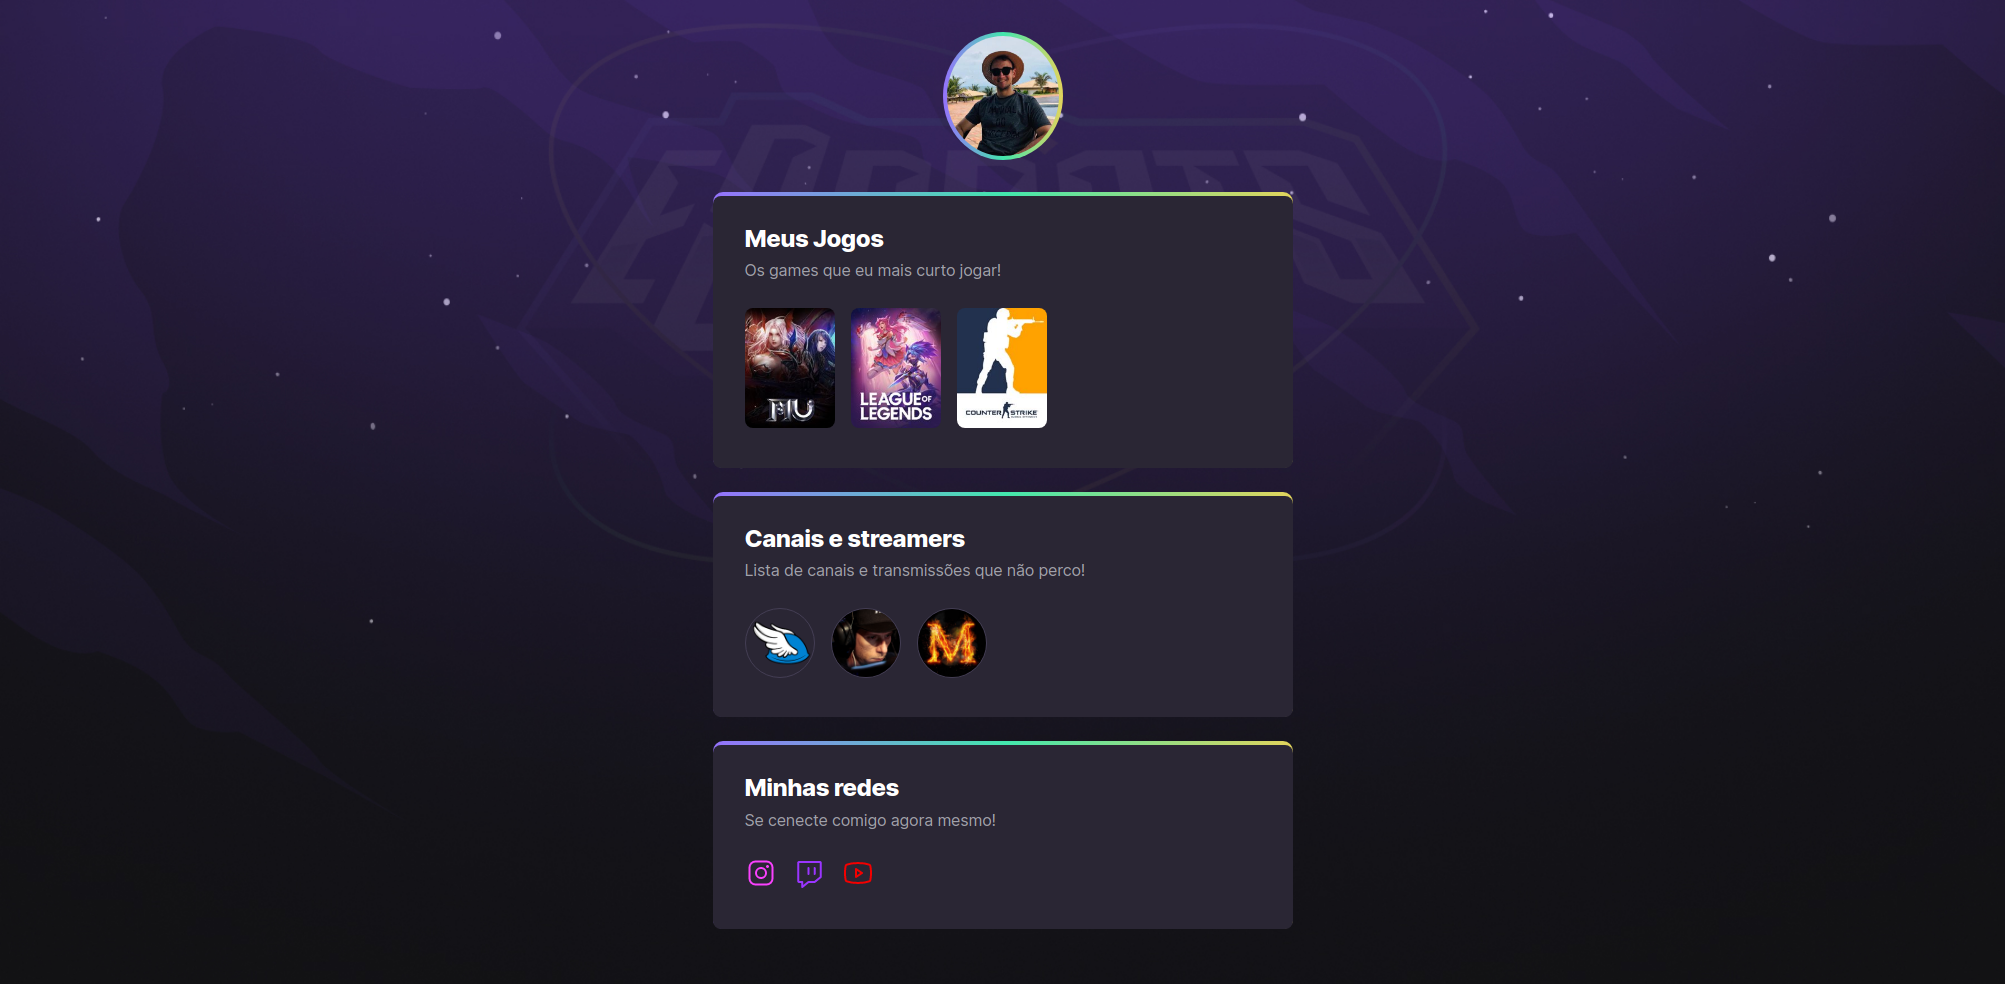 ESPORTS
Meus Jogos
Os games que eu mais curto jogar!
MU
LEAGUE OF
LEGENDS
COUNTER STRIKE
Canais e streamers
Lista de canais e transmissões que não perco!
M
Minhas redes
Se cenecte comigo agora mesmo!